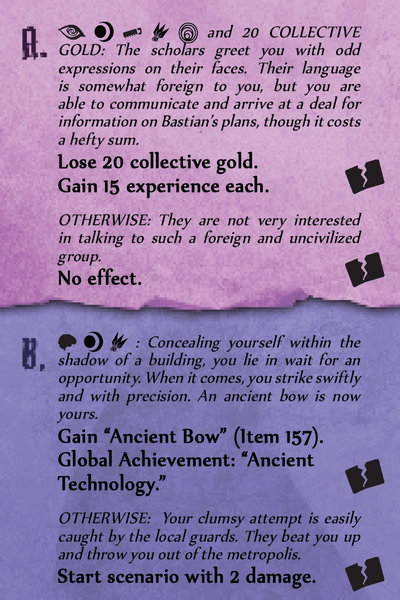 A. and 20 COLLECTIVE
GOLD: The scholars greet you with odd
expressions on their faces. Their language
is somewhat foreign to you, but you are
able to communicate and arrive at a deal for
information on Bastian's plans, though it costs
a hefty sum.
Lose 20 collective gold.
Gain 15 experience each.
OTHERWISE: They are not very interested
in talking to such a foreign and uncivilized
group.
No effect.
B. : Concealing yourself within the
shadow of a building, you lie in wait for an
opportunity. When it comes, you strike swiftly
and with precision. An ancient bow is now
yours.
Gain “Ancient Bow” (Item 157).
Global Achievement: “Ancient
Technology.”
OTHERWISE: Your clumsy attempt is easily
caught by the local guards. They beat you up
and throw you out of the metropolis.
Start scenario with 2 damage.